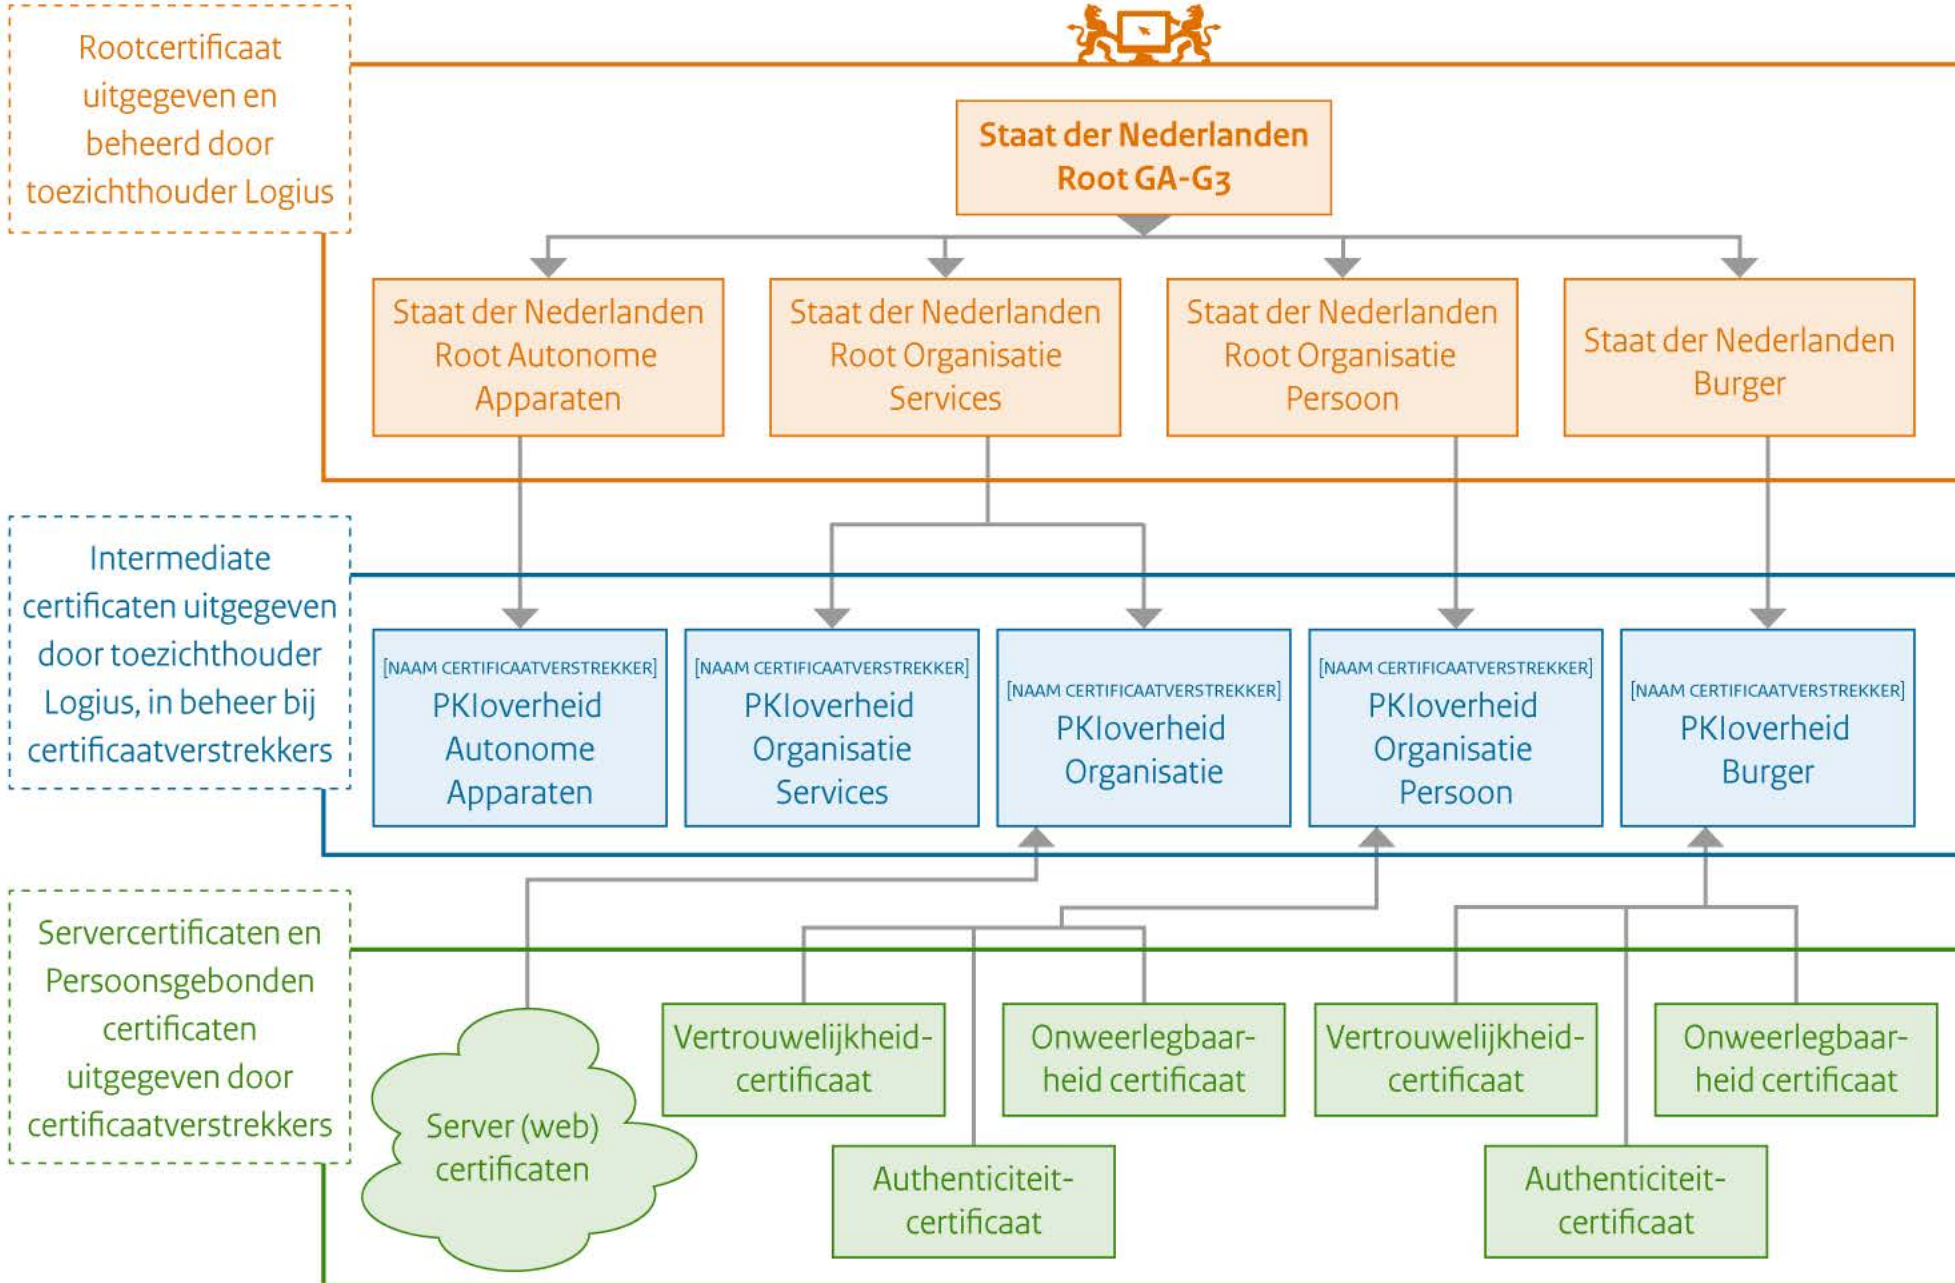 Rootcertificaat
uitgegeven en
beheerd door
toezichthouder Logius
Staat der Nederlanden
Root GA-G3
Staat der Nederlanden
Root Autonome
Apparaten
Staat der Nederlanden
Root Organisatie
Services
Staat der Nederlanden
Root Organisatie
Persoon
Staat der Nederlanden
Burger
Intermediate
certificaten uitgegeven
door toezichthouder
Logius, in beheer bij
certificaatverstrekkers
[NAAM CERTIFICAATVERSTREKKER]
PKIoverheid
Autonome
Apparaten
[NAAM CERTIFICAATVERSTREKKER]
PKIoverheid
Organisatie
Services
[NAAM CERTIFICAATVERSTREKKER]
PKIoverheid
Organisatie
[NAAM CERTIFICAATVERSTREKKER]
PKIoverheid
Organisatie
Persoon
[NAAM CERTIFICAATVERSTREKKER]
PKIoverheid
Burger
Servercertificaten en
Persoonsgebonden
certificaten
uitgegeven door
certificaatverstrekkers
Server (web)
certificaten
Vertrouwelijkheid-
certificaat
Authenticiteit-
certificaat
Onweerlegbaar-
heid certificaat
Vertrouwelijkheid-
certificaat
Authenticiteit-
certificaat
Onweerlegbaar-
heid certificaat